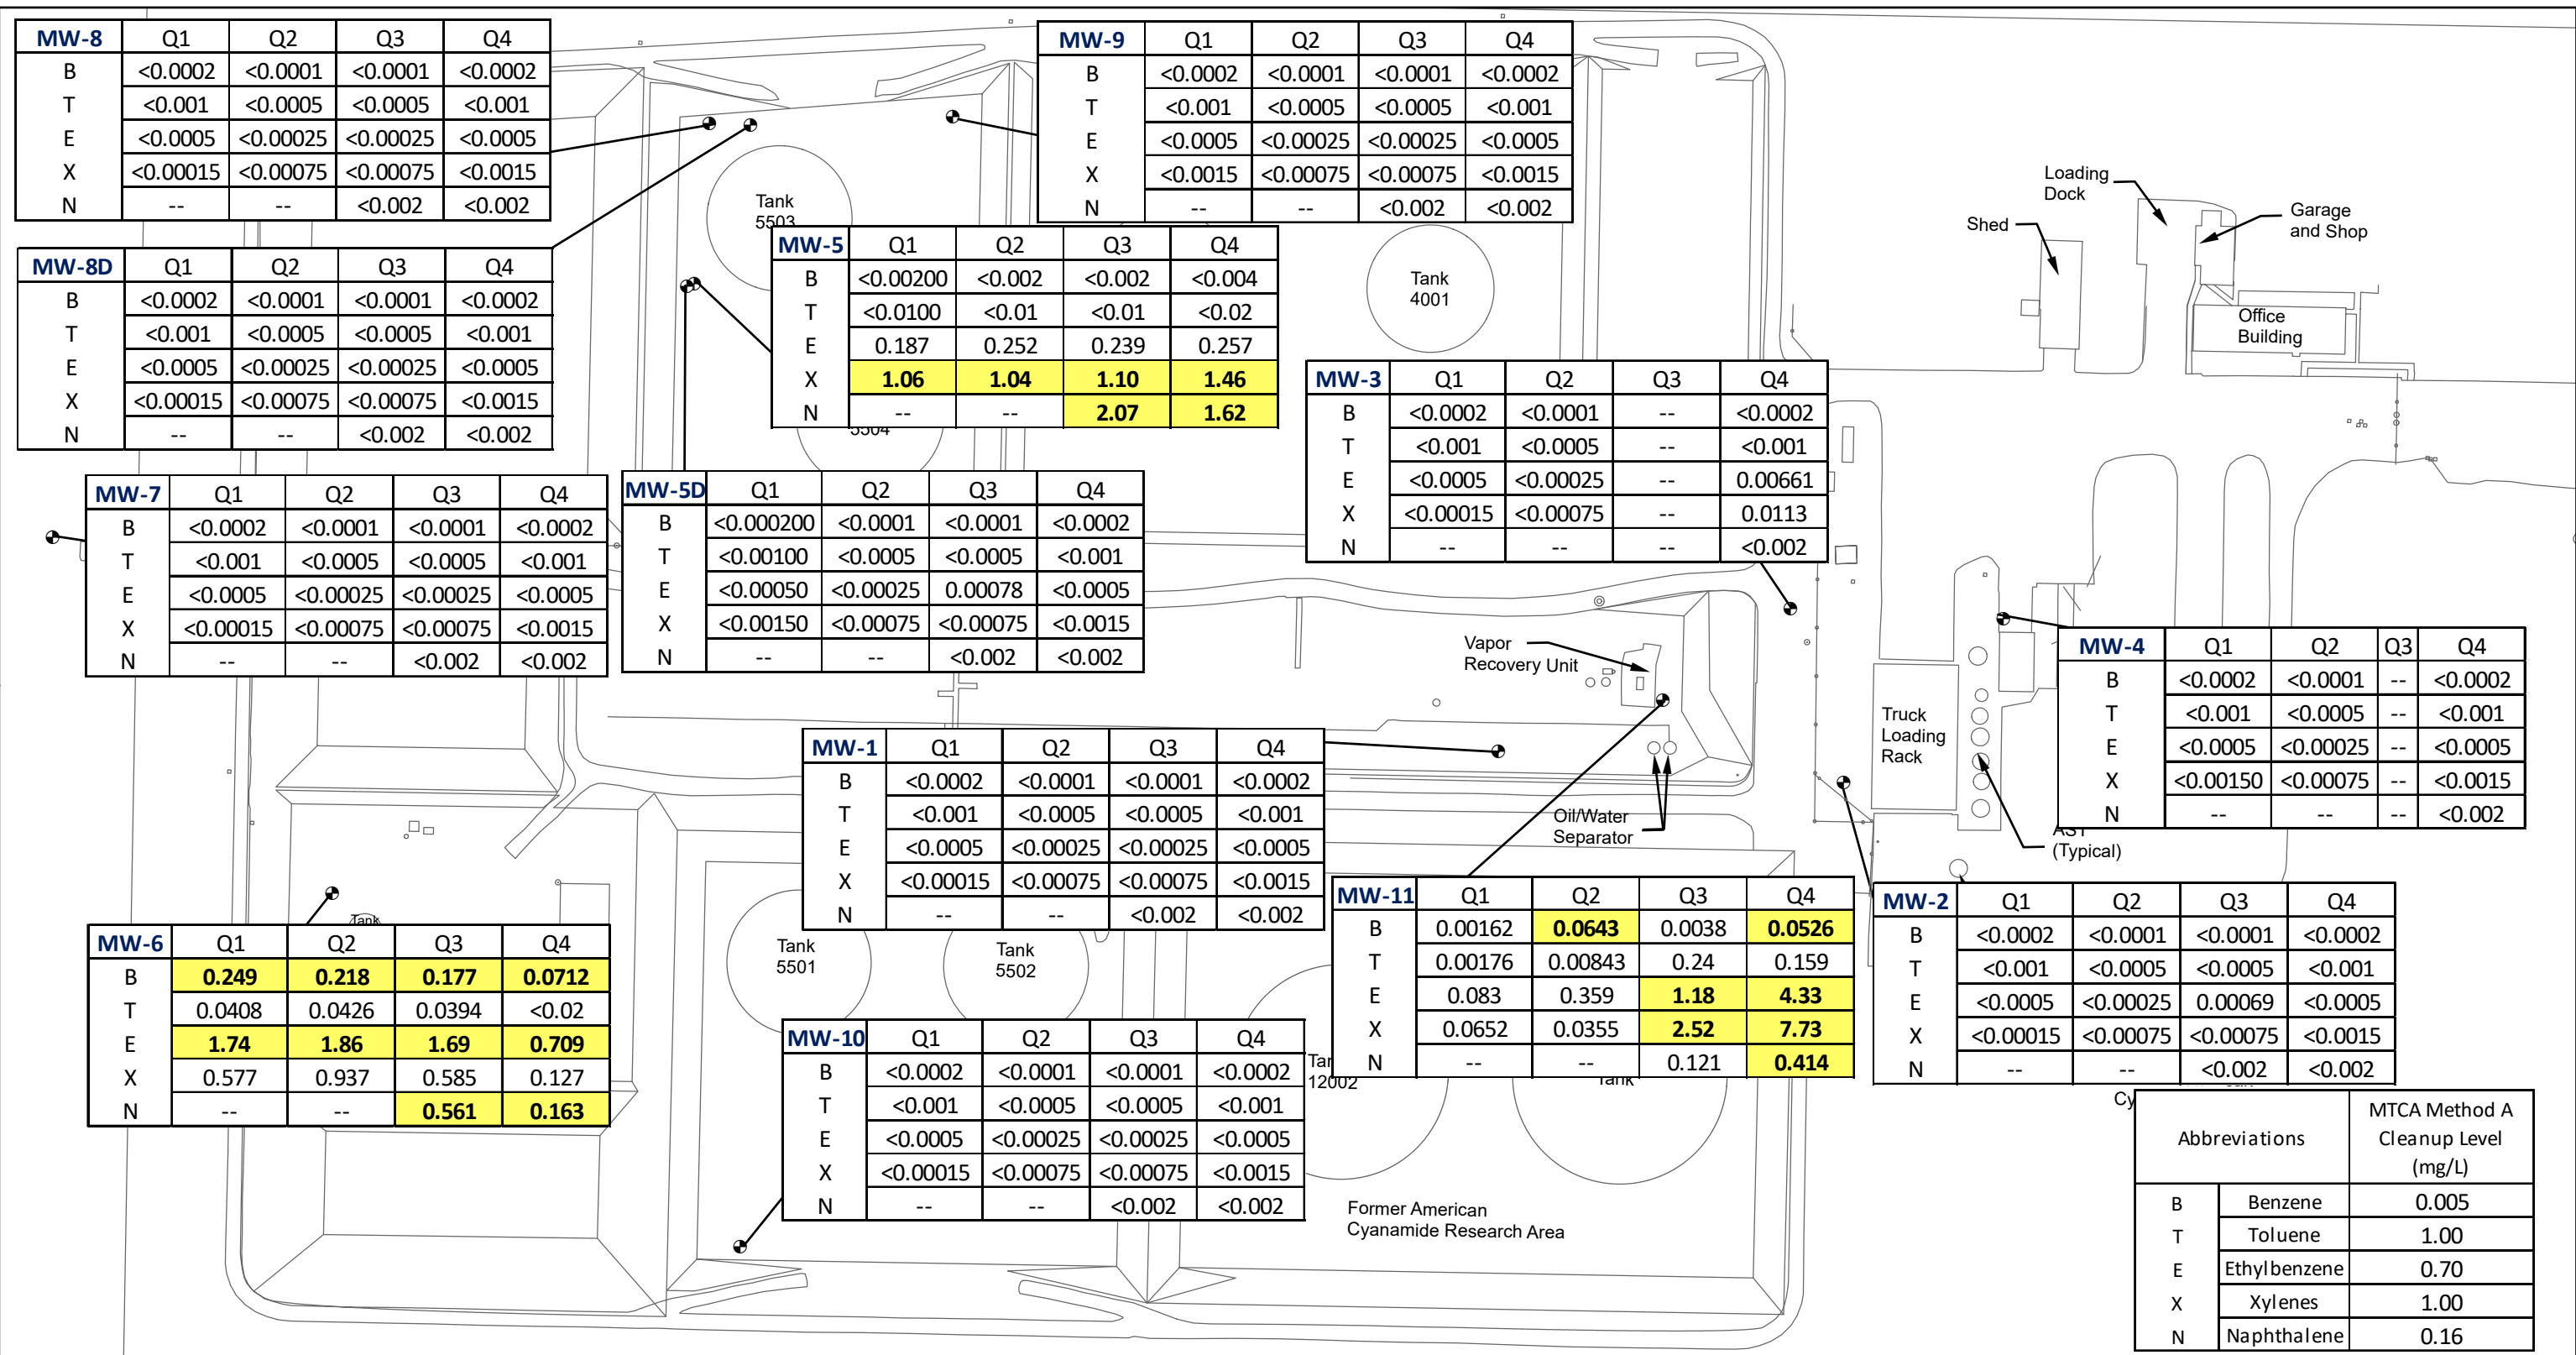 MW-8 Q1 Q2 Q3 Q4
B <0.0002 <0.0001 <0.0001 <0.0002
T <0.001 <0.0005 <0.0005 <0.001
E <0.0005 <0.00025 <0.00025 <0.0005
X <0.00015 <0.00075 <0.00075 <0.0015
N -- -- <0.002 <0.002
MW-9 Q1 Q2 Q3 Q4
B <0.0002 <0.0001 <0.0001 <0.0002
T <0.001 <0.0005 <0.0005 <0.001
E <0.0005 <0.00025 <0.00025 <0.0005
X <0.0015 <0.00075 <0.00075 <0.0015
N -- -- <0.002 <0.002
Tank
5503
Loading
Dock
Shed
Garage
and Shop
Office
Building
MW-8D Q1 Q2 Q3 Q4
B <0.0002 <0.0001 <0.0001 <0.0002
T <0.001 <0.0005 <0.0005 <0.001
E <0.0005 <0.00025 <0.00025 <0.0005
X <0.00015 <0.00075 <0.00075 <0.0015
N -- -- <0.002 <0.002
MW-5 Q1 Q2 Q3 Q4
B <0.00200 <0.002 <0.002 <0.004
T <0.0100 <0.01 <0.01 <0.02
E 0.187 0.252 0.239 0.257
X 1.06 1.04 1.10 1.46
N -- -- 2.07 1.62
5504
Tank
4001
MW-3 Q1 Q2 Q3 Q4
B <0.0002 <0.0001 -- <0.0002
T <0.001 <0.0005 -- <0.001
E <0.0005 <0.00025 -- 0.00661
X <0.00015 <0.00075 -- 0.0113
N -- -- -- <0.002
MW-7 Q1 Q2 Q3 Q4
B <0.0002 <0.0001 <0.0001 <0.0002
T <0.001 <0.0005 <0.0005 <0.001
E <0.0005 <0.00025 <0.00025 <0.0005
X <0.00015 <0.00075 <0.00075 <0.0015
N -- -- <0.002 <0.002
MW-5D Q1 Q2 Q3 Q4
B <0.000200 <0.0001 <0.0001 <0.0002
T <0.00100 <0.0005 <0.0005 <0.001
E <0.00050 <0.00025 0.00078 <0.0005
X <0.00150 <0.00075 <0.00075 <0.0015
N -- -- <0.002 <0.002
Vapor
Recovery Unit
MW-4 Q1 Q2 Q3 Q4
B <0.0002 <0.0001 -- <0.0002
T <0.001 <0.0005 -- <0.001
E <0.0005 <0.00025 -- <0.0005
X <0.00150 <0.00075 -- <0.0015
N -- -- -- <0.002
Truck
Loading
Rack
AST
(Typical)
MW-1 Q1 Q2 Q3 Q4
B <0.0002 <0.0001 <0.0001 <0.0002
T <0.001 <0.0005 <0.0005 <0.001
E <0.0005 <0.00025 <0.00025 <0.0005
X <0.00015 <0.00075 <0.00075 <0.0015
N -- -- <0.002 <0.002
Oil/Water
Separator
Tank
MW-6 Q1 Q2 Q3 Q4
B 0.249 0.218 0.177 0.0712
T 0.0408 0.0426 0.0394 <0.02
E 1.74 1.86 1.69 0.709
X 0.577 0.937 0.585 0.127
N -- -- 0.561 0.163
Tank
5501
Tank
5502
MW-11 Q1 Q2 Q3 Q4
B 0.00162 0.0643 0.0038 0.0526
T 0.00176 0.00843 0.24 0.159
E 0.083 0.359 1.18 4.33
X 0.0652 0.0355 2.52 7.73
N -- -- 0.121 0.414
MW-2 Q1 Q2 Q3 Q4
B <0.0002 <0.0001 <0.0001 <0.0002
T <0.001 <0.0005 <0.0005 <0.001
E <0.0005 <0.00025 0.00069 <0.0005
X <0.00015 <0.00075 <0.00075 <0.0015
N -- -- <0.002 <0.002
MW-10 Q1 Q2 Q3 Q4
B <0.0002 <0.0001 <0.0001 <0.0002
T <0.001 <0.0005 <0.0005 <0.001
E <0.0005 <0.00025 <0.00025 <0.0005
X <0.00015 <0.00075 <0.00075 <0.0015
N -- -- <0.002 <0.002
12002
Tank
Former American
Cyanamide Research Area
Cy
Abbreviations
MTCA Method A
Cleanup Level
(mg/L)
B Benzene 0.005
T Toluene 1.00
E Ethylbenzene 0.70
X Xylenes 1.00
N Naphthalene 0.16